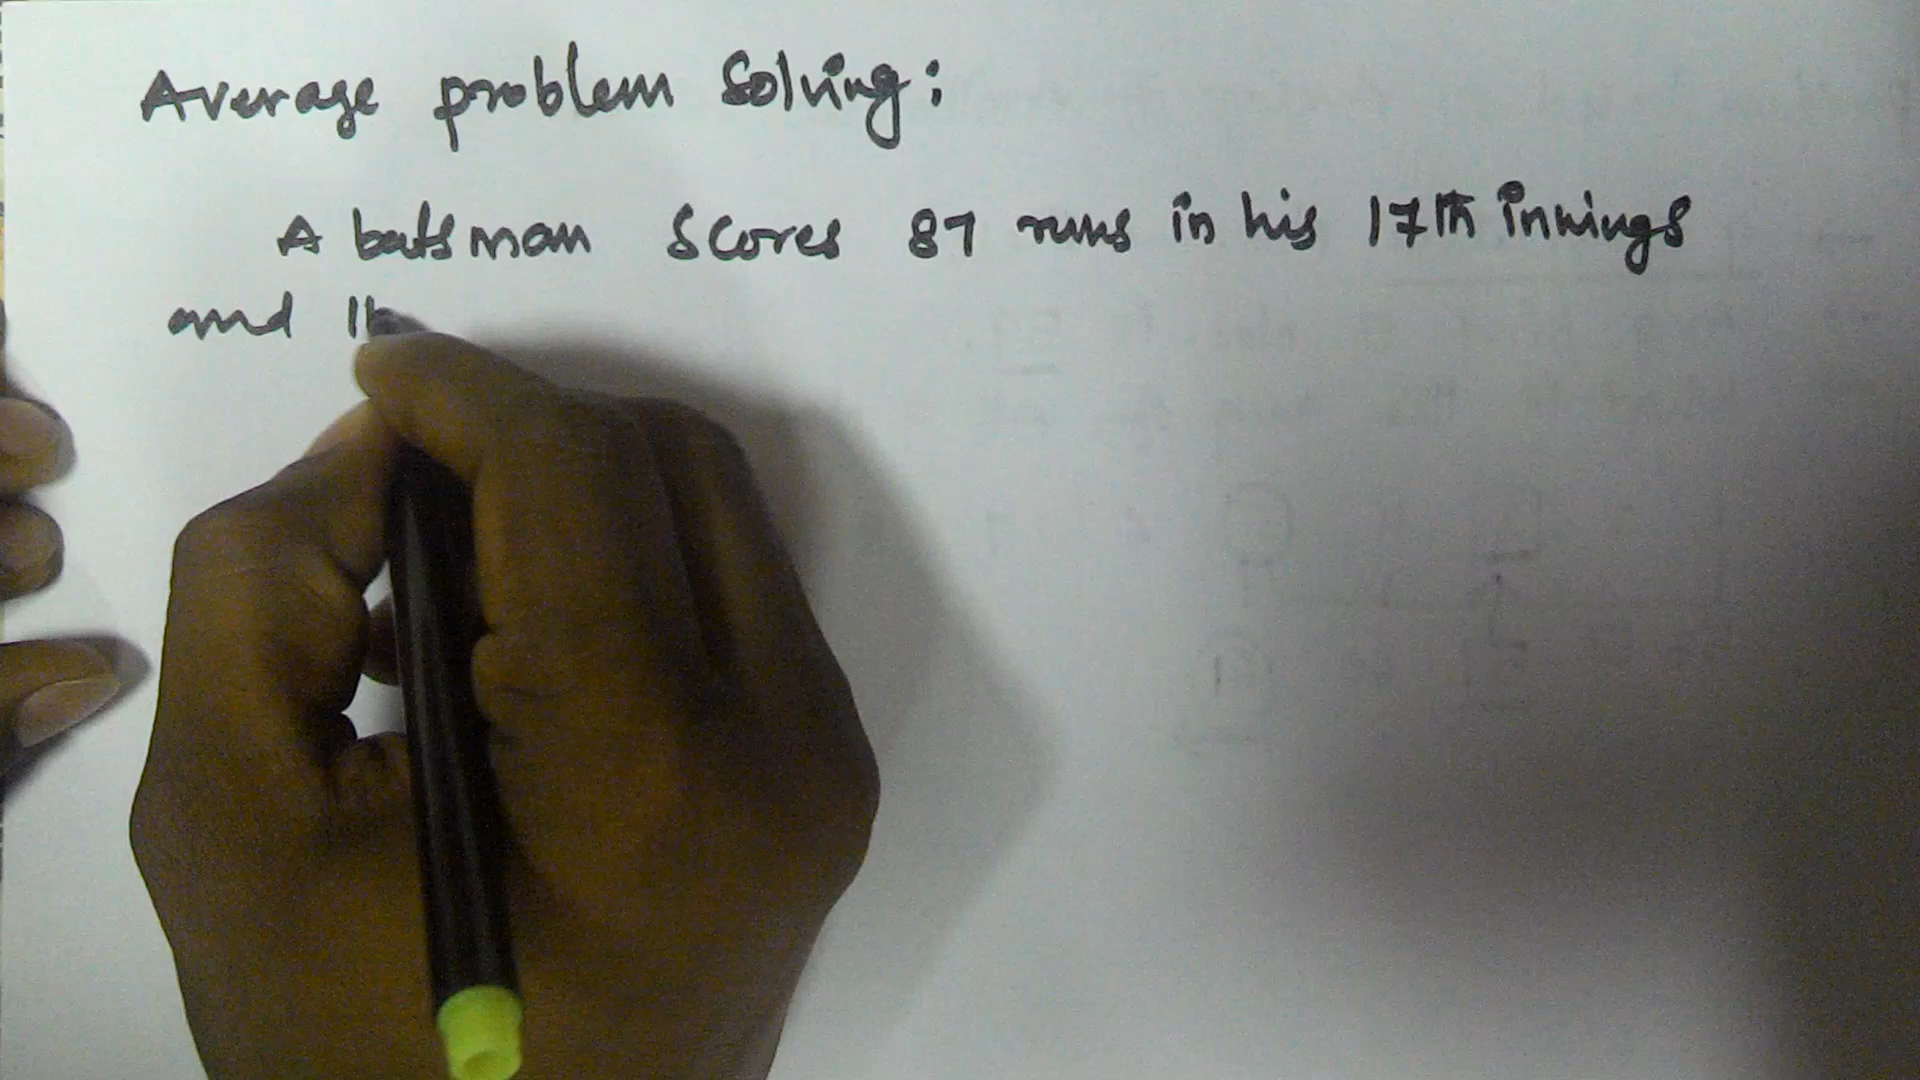 Average problem Solving:
A batsman Scores 87 runs in his 17th innings
and